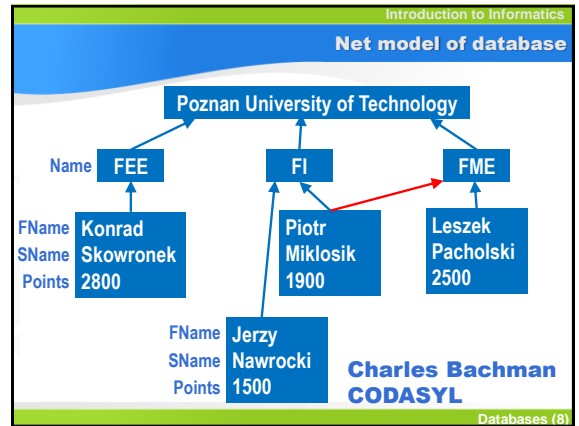 Introduction to Informatics
Net model of database
Poznan University of Technology
Name FEE FI FME
FName Konrad
SName Skowronek
Points 2800
Piotr
Miklosik
1900
Leszek
Pacholski
2500
FName Jerzy
SName Nawrocki
Points 1500
Charles Bachman
CODASYL
Databases (8)